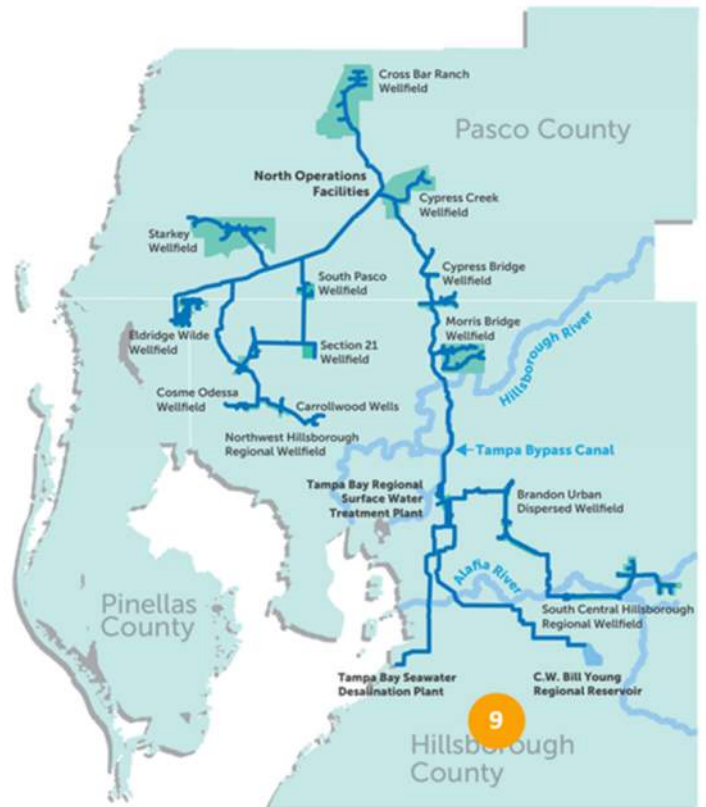 Cross Bar Ranch
Wellfield
Pasco County
North Operations
Facilities
Cypress Creek
Wellfield
Starkey
Wellfield
South Pasco
Wellfield
Cypress Bridge
Wellfield
Eldridge Wilde
Wellfield
Section 21
Wellfield
Morris Bridge
Wellfield
Hillsborough River
Cosme Odessa
Wellfield
Carrollwood Wells
Northwest Hillsborough
Regional Wellfield
Tampa Bypass Canal
Tampa Bay Regional
Surface Water
Treatment Plant
Brandon Urban
Dispersed Wellfield
Alafia River
Pinellas
County
South Central Hillsborough
Regional Wellfield
Tampa Bay Seawater
Desalination Plant
C.W. Bill Young
Regional Reservoir
9
Hillsborough
County